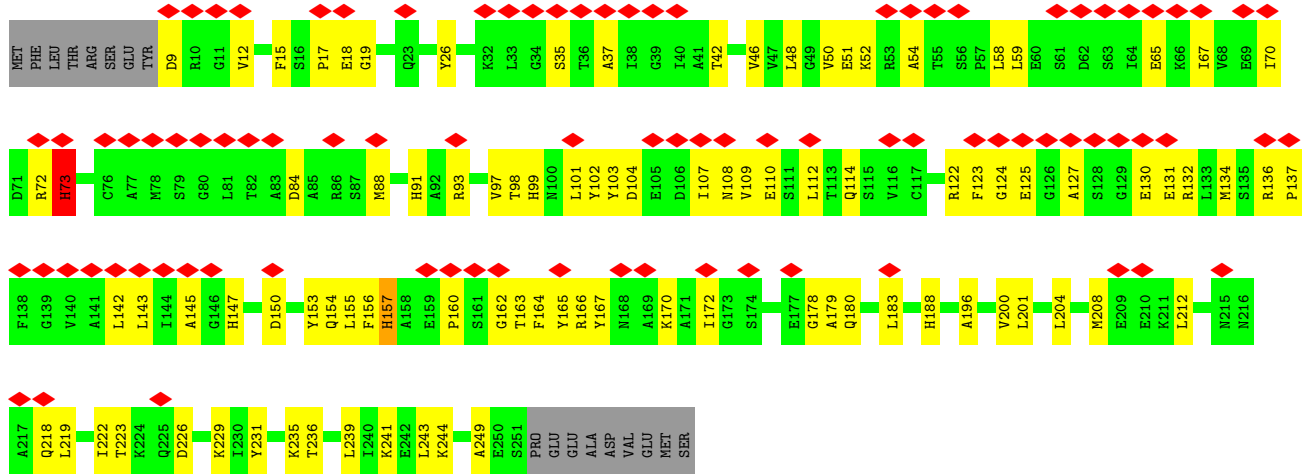 MET PHE LEU THR ARG SER GLU TYR D9 R10 G11 V12 F15 S16 P17 E18 G19 Q23 Y26 K32 L33 G34 S35 T36 A37 I38 G39 I40 A41 T42 V46 V47 L48 G49 V50 E51 K52 R53 A54 T55 S56 P57 L58 L59 E60 S61 D62 S63 I64 E65 K66 I67 V68 E69 I70
D71 R72 H73 C76 A77 M78 S79 G80 L81 T82 A83 D84 A85 R86 S87 M88 H91 A92 R93 V97 T98 H99 N100 L101 Y102 Y103 D104 E105 D106 I107 N108 V109 E110 S111 L112 T113 Q114 S115 V116 C117 R122 F123 G124 E125 G126 A127 S128 G129 E130 E131 R132 L133 M134 S135 R136 P137
F138 G139 V140 A141 L142 L143 I144 A145 G146 H147 D150 Y153 Q154 L155 F156 H157 A158 E159 P160 S161 G162 T163 F164 Y165 R166 Y167 N168 A169 K170 A171 I172 G173 S174 E177 G178 A179 Q180 L183 H188 A196 V200 L201 L204 M208 E209 E210 K211 L212 N215 N216
A217 Q218 L219 I222 T223 K224 Q225 D226 K229 I230 Y231 K235 T236 L239 I240 K241 E242 L243 K244 A249 E250 S251 PRO GLU GLU ALA ASP VAL GLU MET SER